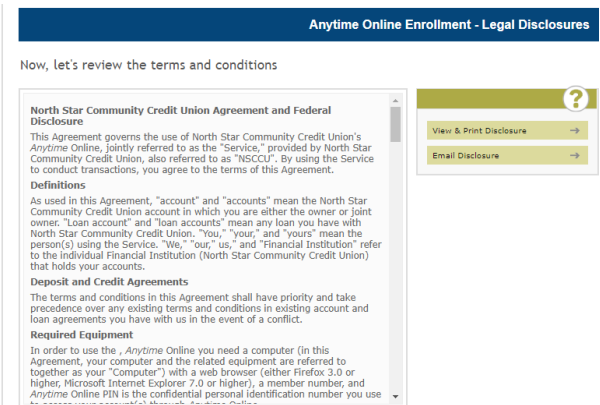 Anytime Online Enrollment - Legal Disclosures
Now, let's review the terms and conditions
North Star Community Credit Union Agreement and Federal
Disclosure
This Agreement governs the use of North Star Community Credit Union's
Anytime Online, jointly referred to as the "Service," provided by North Star
Community Credit Union, also referred to as "NSCCU". By using the Service
to conduct transactions, you agree to the terms of this Agreement.
Definitions
As used in this Agreement, "account" and "accounts" mean the North Star
Community Credit Union account in which you are either the owner or joint
owner. "Loan account" and "loan accounts" mean any loan you have with
North Star Community Credit Union. "You," "your," and "yours" mean the
person(s) using the Service. "We," "our," us," and "Financial Institution" refer
to the individual Financial Institution (North Star Community Credit Union)
that holds your accounts.
Deposit and Credit Agreements
The terms and conditions in this Agreement shall have priority and take
precedence over any existing terms and conditions in existing account and
loan agreements you have with us in the event of a conflict.
Required Equipment
In order to use the , Anytime Online you need a computer (in this
Agreement, your computer and the related equipment are referred to
together as your "Computer") with a web browser (either Firefox 3.0 or
higher, Microsoft Internet Explorer 7.0 or higher), a member number, and
Anytime Online PIN is the confidential personal identification number you use
to access your account(s) through Anytime Online
?
View & Print Disclosure →
Email Disclosure →